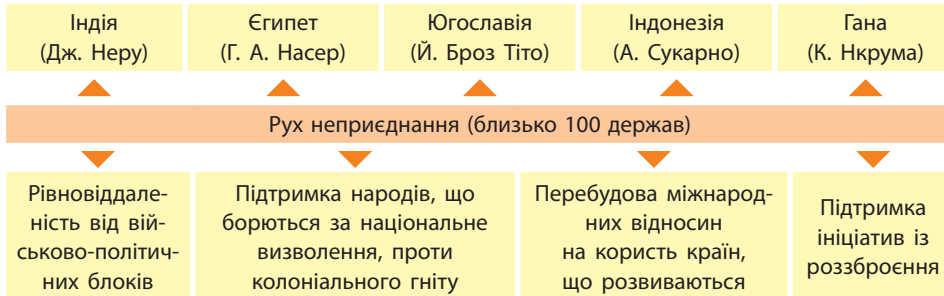 Індія
(Дж. Неру)
Єгипет
(Г. А. Насер)
Югославія
(Й. Броз Тіто)
Індонезія
(А. Сукарно)
Гана
(К. Нкрума)
Рух неприєднання (близько 100 держав)
Рівновіддале-
ність від вій-
ськово-політич-
них блоків
Підтримка народів, що
борються за національне
визволення, проти
колоніального гніту
Перебудова міжнарод-
них відносин
на користь країн,
що розвиваються
Підтримка
ініціатив із
роззброєння